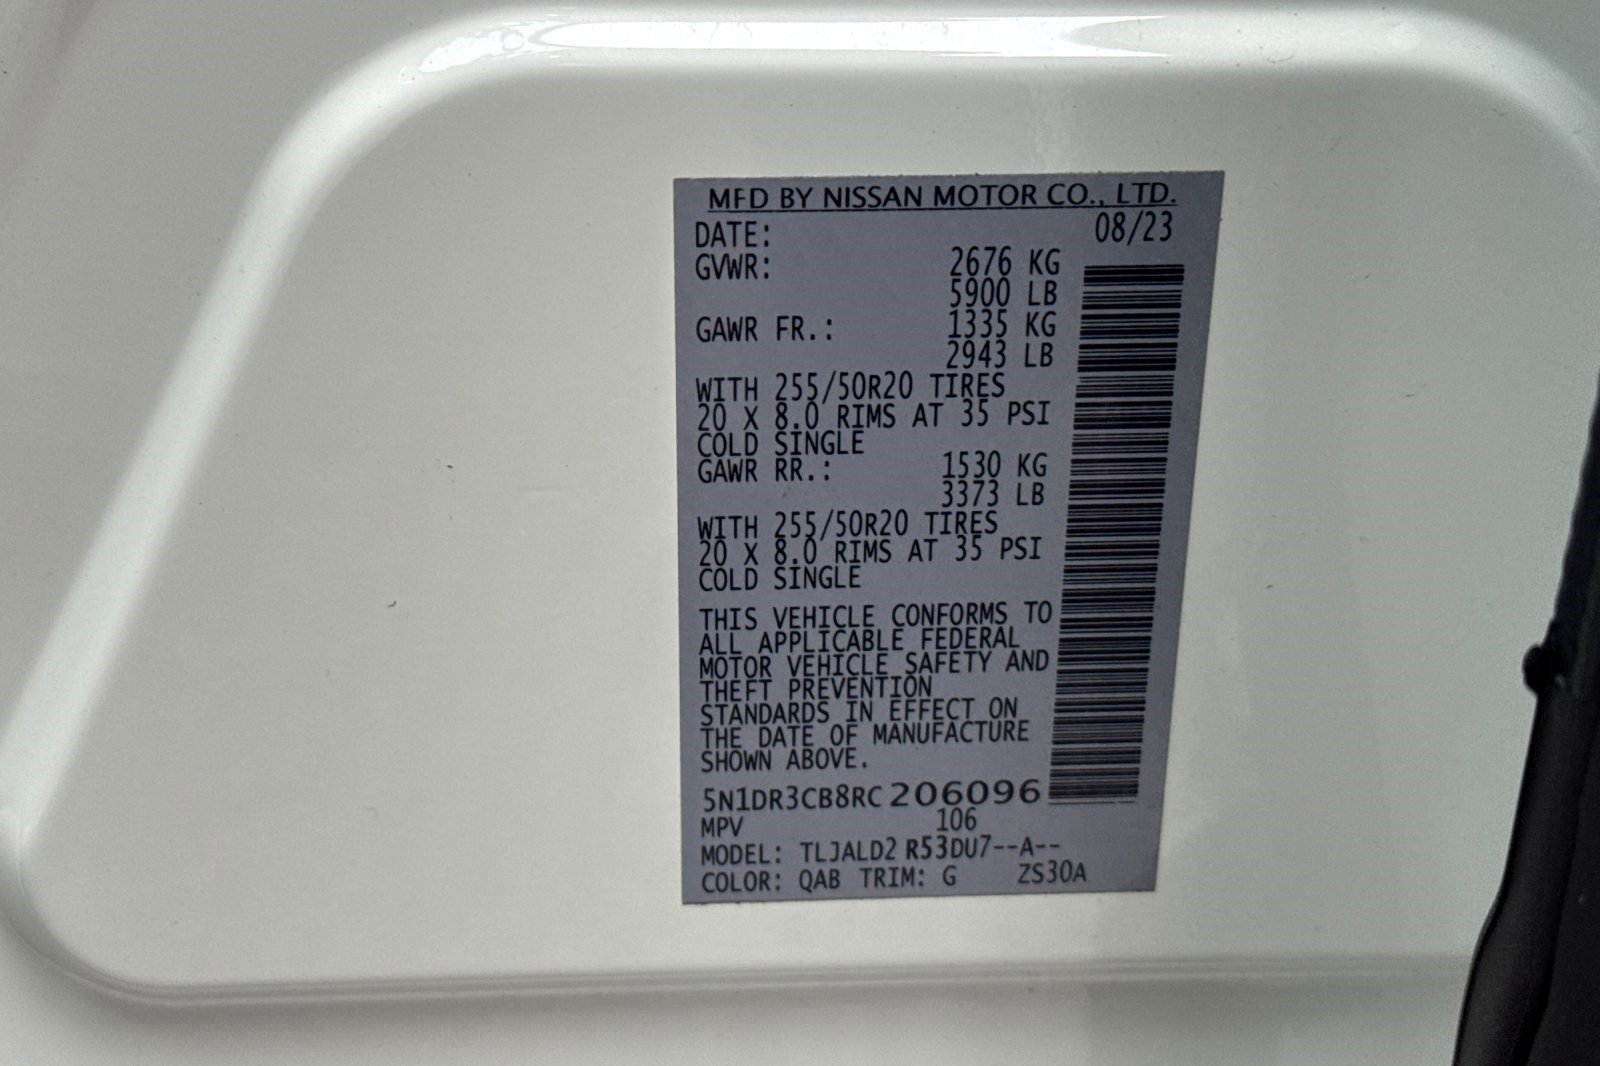 MFD BY NISSAN MOTOR CO., LTD.
DATE: 08/23
GVWR: 2676 KG
5900 LB
GAWR FR.: 1335 KG
2943 LB
WITH 255/50R20 TIRES
20 X 8.0 RIMS AT 35 PSI
COLD SINGLE
GAWR RR.: 1530 KG
3373 LB
WITH 255/50R20 TIRES
20 X 8.0 RIMS AT 35 PSI
COLD SINGLE
THIS VEHICLE CONFORMS TO
ALL APPLICABLE FEDERAL
MOTOR VEHICLE SAFETY AND
THEFT PREVENTION
STANDARDS IN EFFECT ON
THE DATE OF MANUFACTURE
SHOWN ABOVE.
5N1DR3CB8RC206096
MPV 106
MODEL: TLJALD2 R53DU7--A--
COLOR: QAB TRIM: G ZS30A